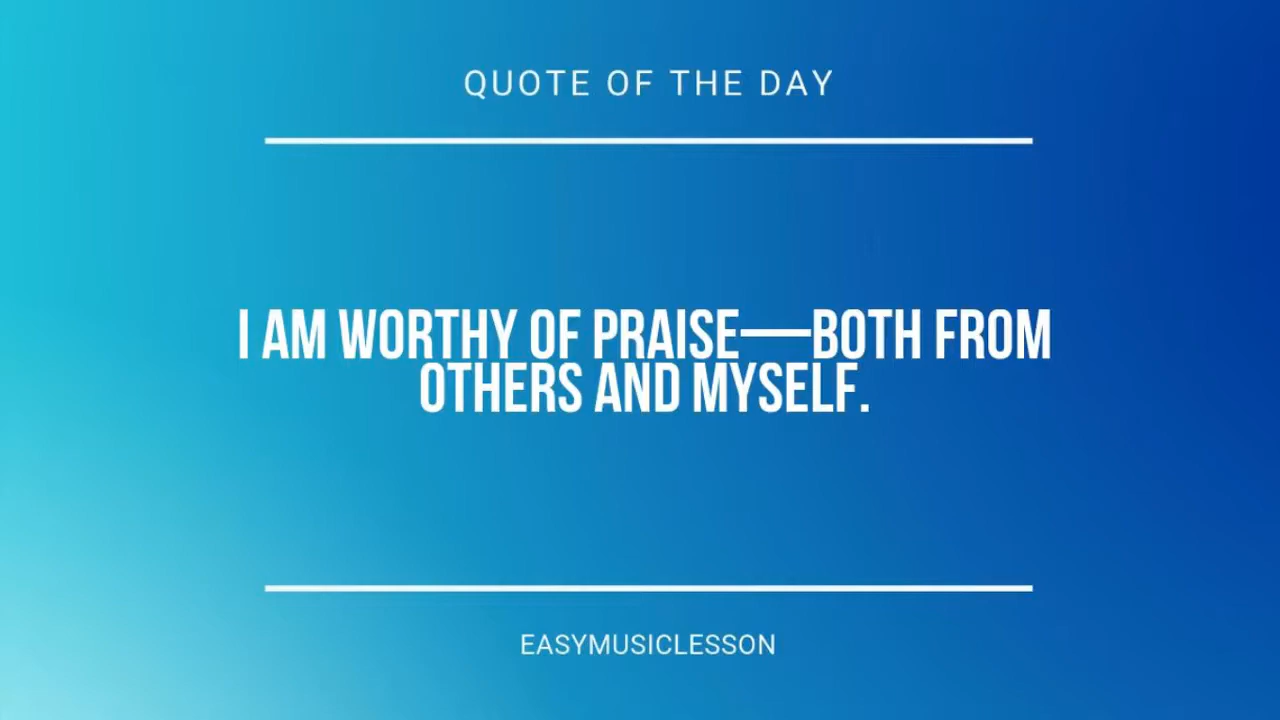 QUOTE OF THE DAY
I AM WORTHY OF PRAISE—BOTH FROM
OTHERS AND MYSELF.
EASYMUSICLESSON